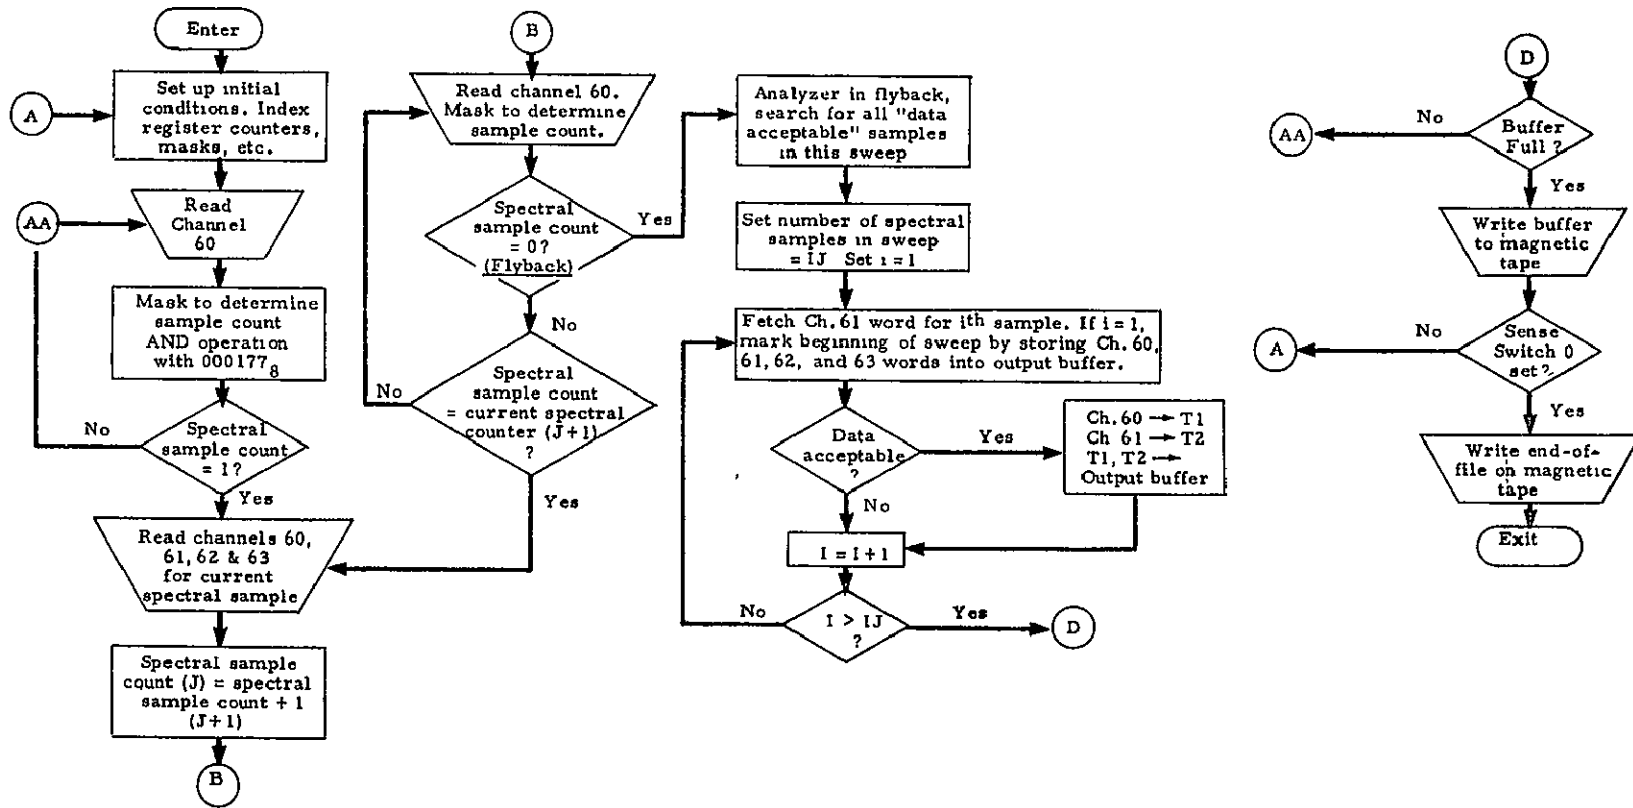 Enter
A
Set up initial
conditions. Index
register counters,
masks, etc.
AA
Read
Channel
60
Mask to determine
sample count
AND operation
with 000177₈
No
Spectral
sample count
= 1?
Yes
Read channels 60,
61, 62 & 63
for current
spectral sample
Spectral sample
count (J) = spectral
sample count + 1
(J+1)
B
B
Read channel 60.
Mask to determine
sample count.
Spectral
sample count
= 0?
(Flyback)
Yes
No
Spectral
sample count
= current spectral
counter (J+1)
?
No
Yes
Analyzer in flyback,
search for all "data
acceptable" samples
in this sweep
Set number of spectral
samples in sweep
= IJ Set i = 1
Fetch Ch. 61 word for ith sample. If i = 1,
mark beginning of sweep by storing Ch. 60,
61, 62, and 63 words into output buffer.
Data
acceptable
?
Yes
Ch. 60 → T1
Ch 61 → T2
T1, T2 →
Output buffer
No
I = I + 1
No
I > IJ
?
Yes
D
D
Buffer
Full ?
No
AA
Yes
Write buffer
to magnetic
tape
No
A
Sense
Switch 0
set?
Yes
Write end-of-
file on magnetic
tape
Exit